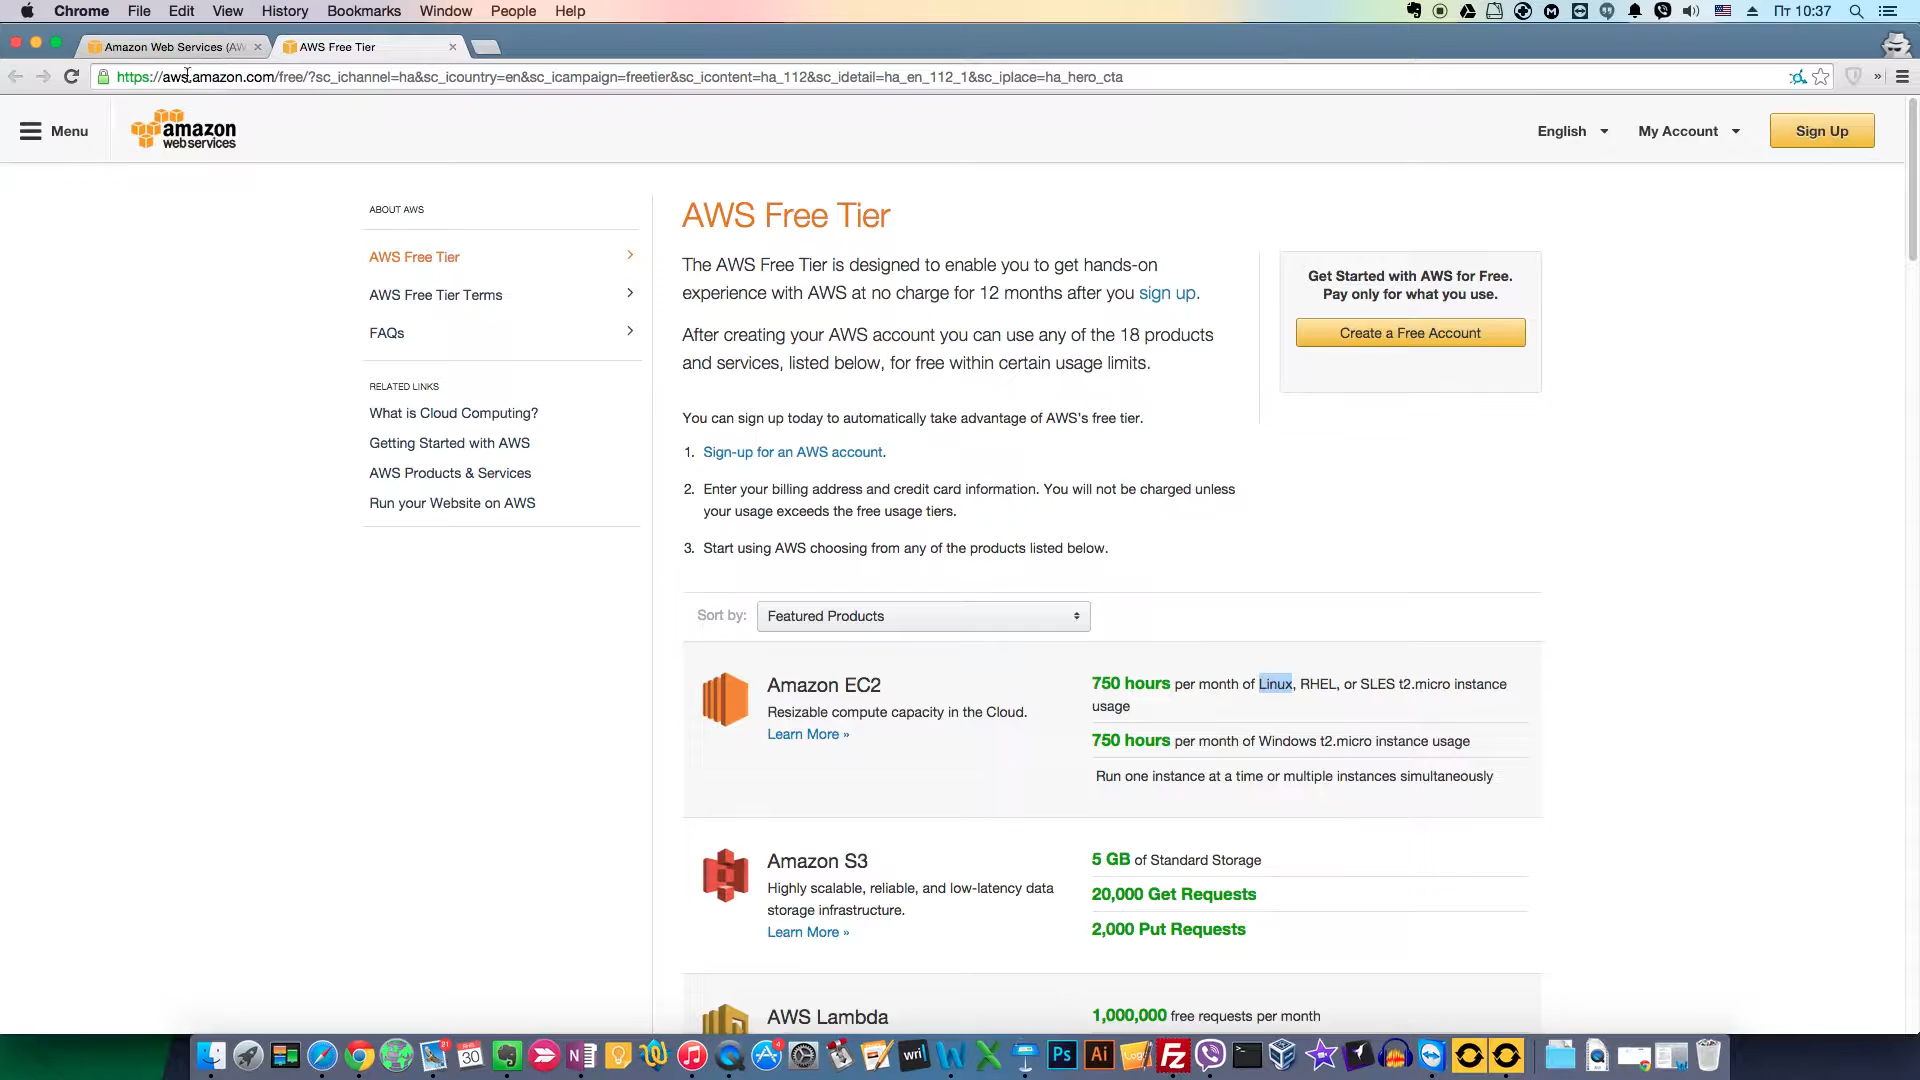 Chrome File Edit View History Bookmarks Window People Help
Пт 10:37
Amazon Web Services (AW
AWS Free Tier
https://aws.amazon.com/free/?sc_ichannel=ha&sc_icountry=en&sc_icampaign=freetier&sc_icontent=ha_112&sc_idetail=ha_en_112_1&sc_iplace=ha_hero_cta
Menu
amazon
webservices
English
My Account
Sign Up
ABOUT AWS
AWS Free Tier
AWS Free Tier Terms
FAQs
RELATED LINKS
What is Cloud Computing?
Getting Started with AWS
AWS Products & Services
Run your Website on AWS
AWS Free Tier
The AWS Free Tier is designed to enable you to get hands-on
experience with AWS at no charge for 12 months after you sign up.
After creating your AWS account you can use any of the 18 products
and services, listed below, for free within certain usage limits.
Get Started with AWS for Free.
Pay only for what you use.
Create a Free Account
You can sign up today to automatically take advantage of AWS's free tier.
1. Sign-up for an AWS account.
2. Enter your billing address and credit card information. You will not be charged unless
your usage exceeds the free usage tiers.
3. Start using AWS choosing from any of the products listed below.
Sort by: Featured Products
Amazon EC2
Resizable compute capacity in the Cloud.
Learn More »
750 hours per month of Linux, RHEL, or SLES t2.micro instance
usage
750 hours per month of Windows t2.micro instance usage
Run one instance at a time or multiple instances simultaneously
Amazon S3
Highly scalable, reliable, and low-latency data
storage infrastructure.
Learn More »
5 GB of Standard Storage
20,000 Get Requests
2,000 Put Requests
AWS Lambda
1,000,000 free requests per month
21
30
4
wri
Ps
Ai
Fz